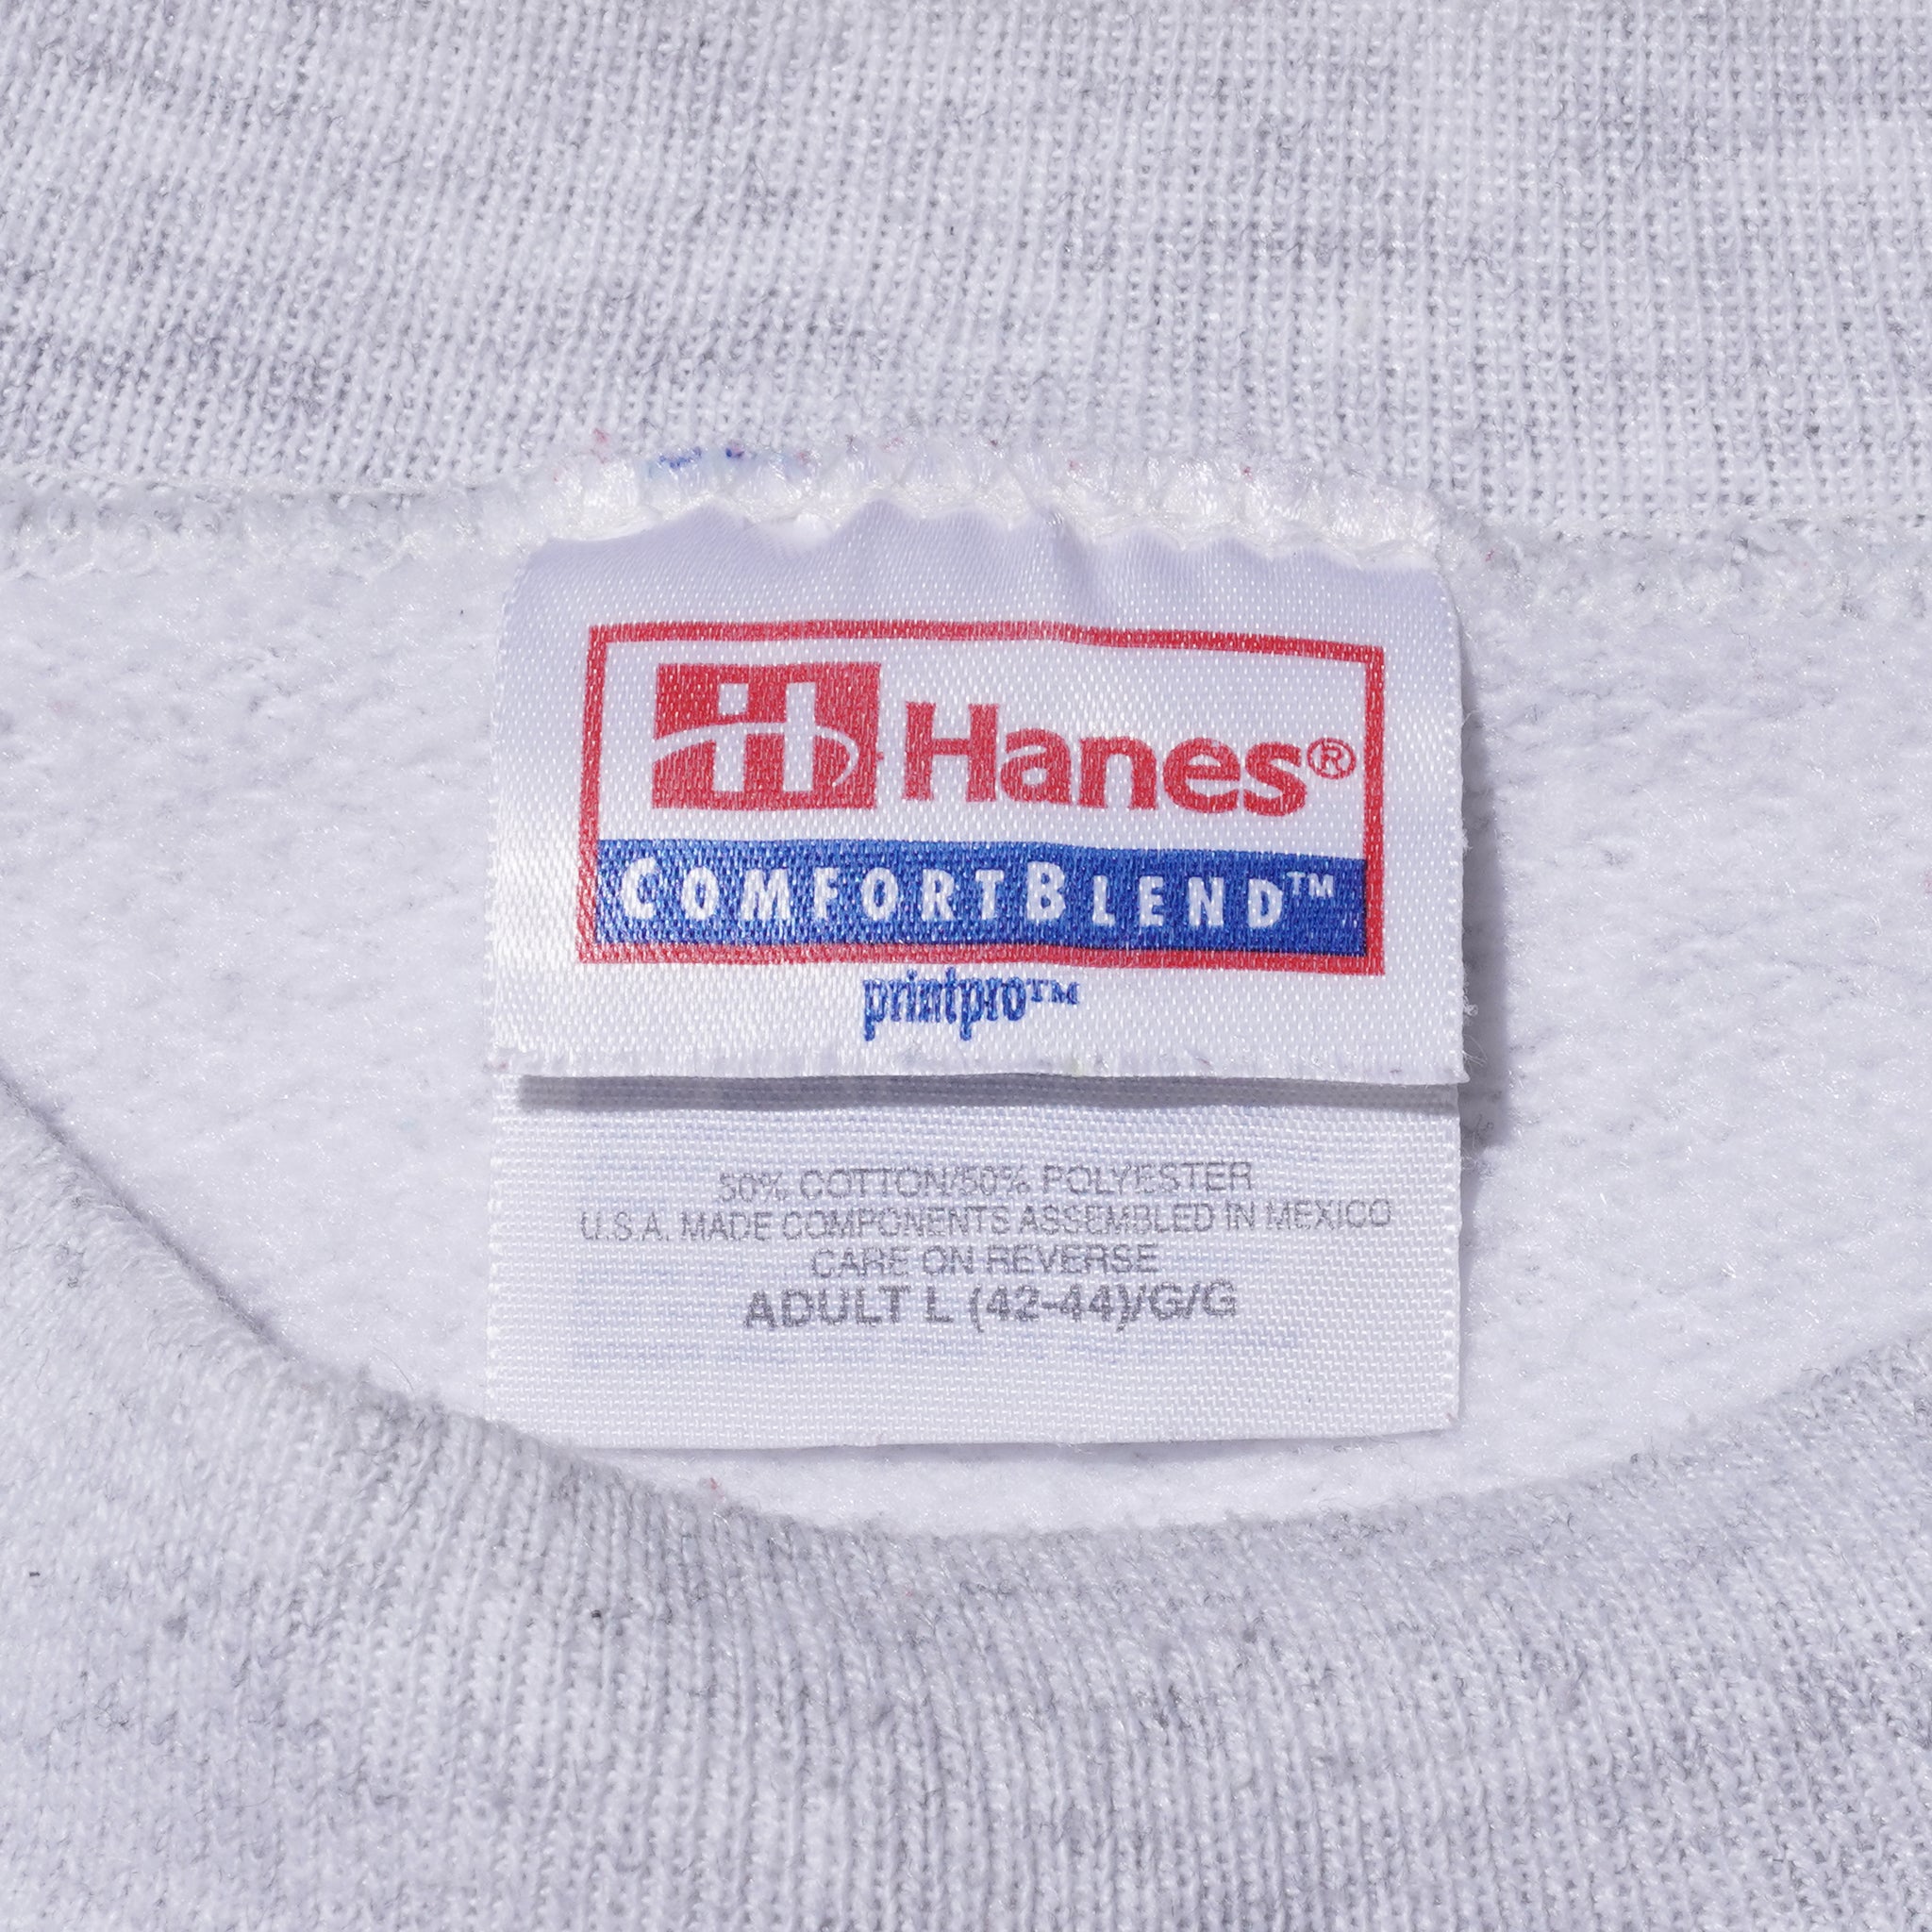 Hanes®
COMFORTBLEND™
printpro™
50% COTTON/50% POLYESTER
U.S.A. MADE COMPONENTS ASSEMBLED IN MEXICO
CARE ON REVERSE
ADULT L (42-44)/G/G